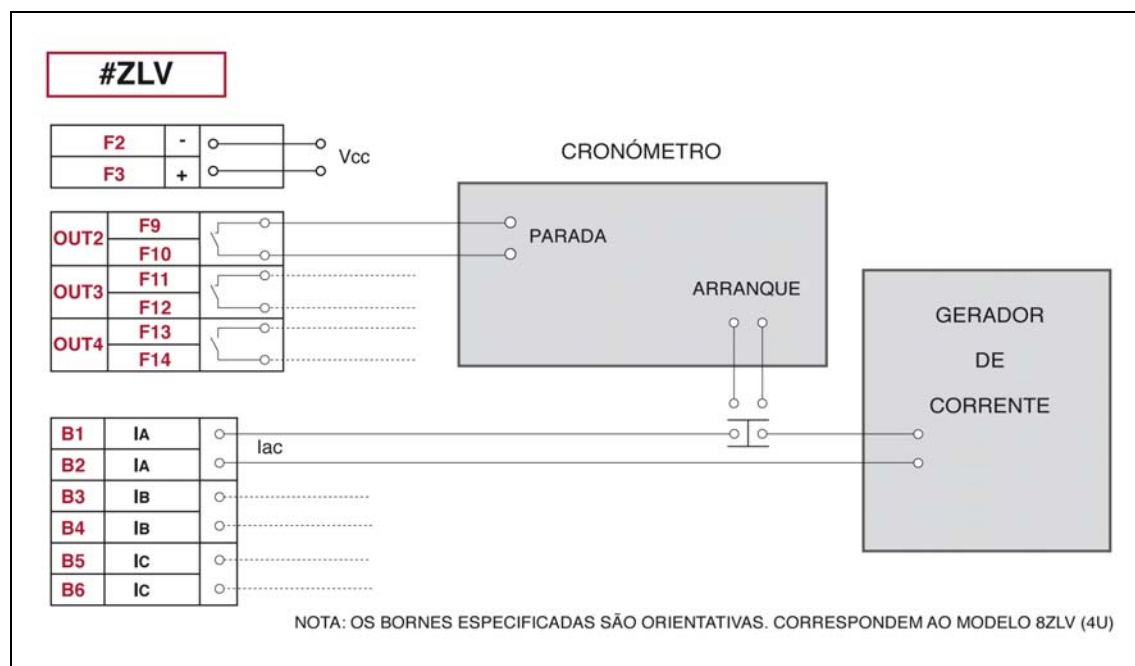 #ZLV
F2 -
F3 +
Vcc
CRONÓMETRO
PARADA
ARRANQUE
OUT2 F9
F10
OUT3 F11
F12
OUT4 F13
F14
GERADOR
DE
CORRENTE
B1 IA
Iac
B2 IA
B3 IB
B4 IB
B5 IC
B6 IC
NOTA: OS BORNES ESPECIFICADAS SÃO ORIENTATIVAS. CORRESPONDEM AO MODELO 8ZLV (4U)